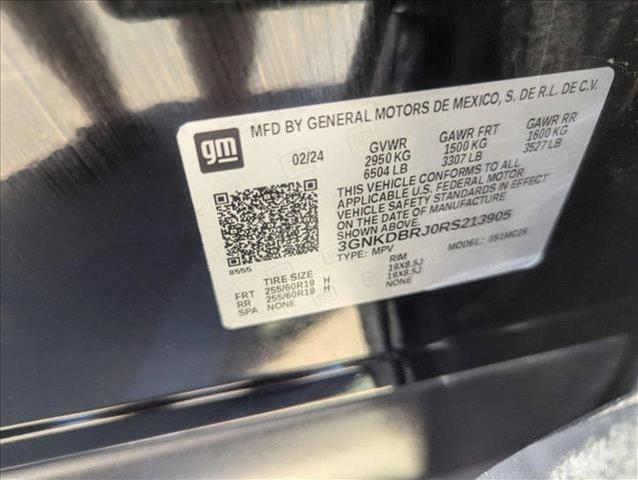 MFD BY GENERAL MOTORS DE MEXICO, S. DE R.L. DE C.V.
gm
02/24
GVWR
2950 KG
6504 LB
GAWR FRT
1500 KG
3307 LB
GAWR RR
1600 KG
3527 LB
THIS VEHICLE CONFORMS TO ALL
APPLICABLE U.S. FEDERAL MOTOR
VEHICLE SAFETY STANDARDS IN EFFECT
ON THE DATE OF MANUFACTURE
3GNKDBRJ0RS213905
TYPE: MPV
MODEL: 0S1MC26
8555
TIRE SIZE
RIM
FRT 255/60R19 H 19X8.5J
RR 255/60R19 H 19X8.5J
SPA NONE NONE